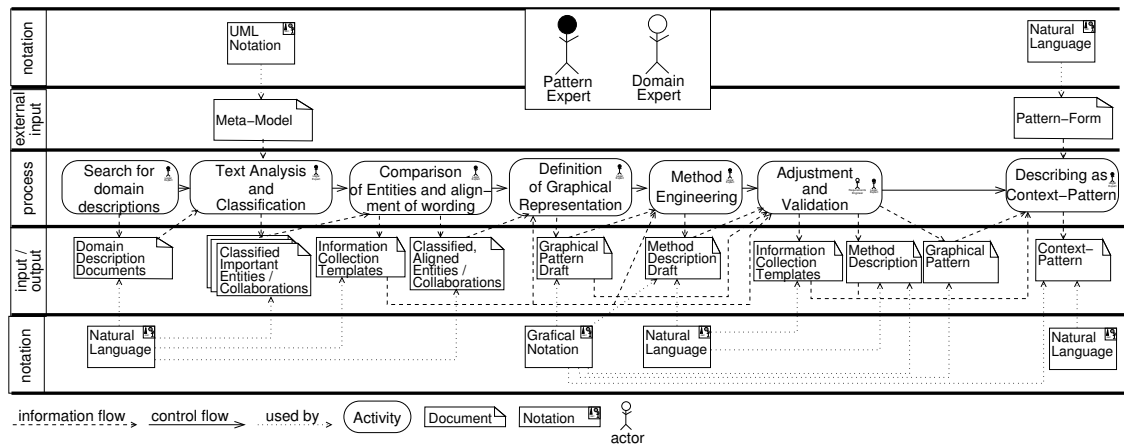 notation
UML
Notation
Pattern
Expert
Domain
Expert
Natural
Language
external
input
Meta−Model
Pattern−Form
process
Search for
domain
descriptions
Text Analysis
and
Classification
Comparison
of Entities and align−
ment of wording
Definition
of Graphical
Representation
Method
Engineering
Adjustment
and
Validation
Describing as
Context−Pattern
input /
output
Domain
Description
Documents
Classified
Important
Entities /
Collaborations
Information
Collection
Templates
Classified,
Aligned
Entities /
Collaborations
Graphical
Pattern
Draft
Method
Description
Draft
Information
Collection
Templates
Method
Description
Graphical
Pattern
Context−
Pattern
notation
Natural
Language
Grafical
Notation
Natural
Language
Natural
Language
information flow
control flow
used by
Activity
Document
Notation
actor